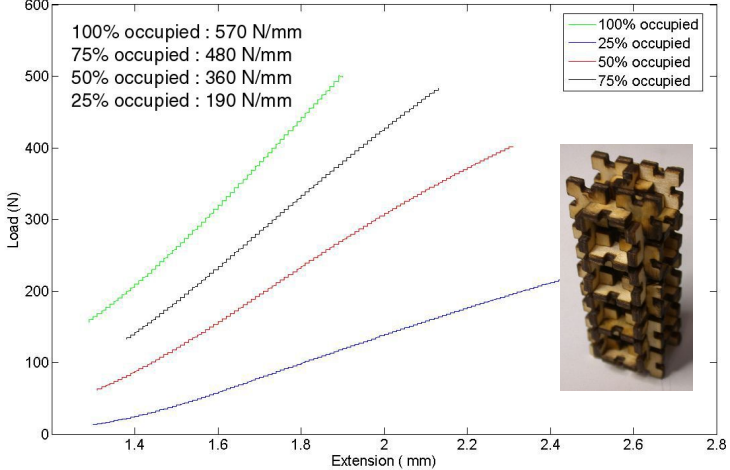 600
500
400
300
200
100
0
Load (N)
100% occupied : 570 N/mm
75% occupied : 480 N/mm
50% occupied : 360 N/mm
25% occupied : 190 N/mm
100% occupied
25% occupied
50% occupied
75% occupied
1.4 1.6 1.8 2 2.2 2.4 2.6 2.8
Extension ( mm)